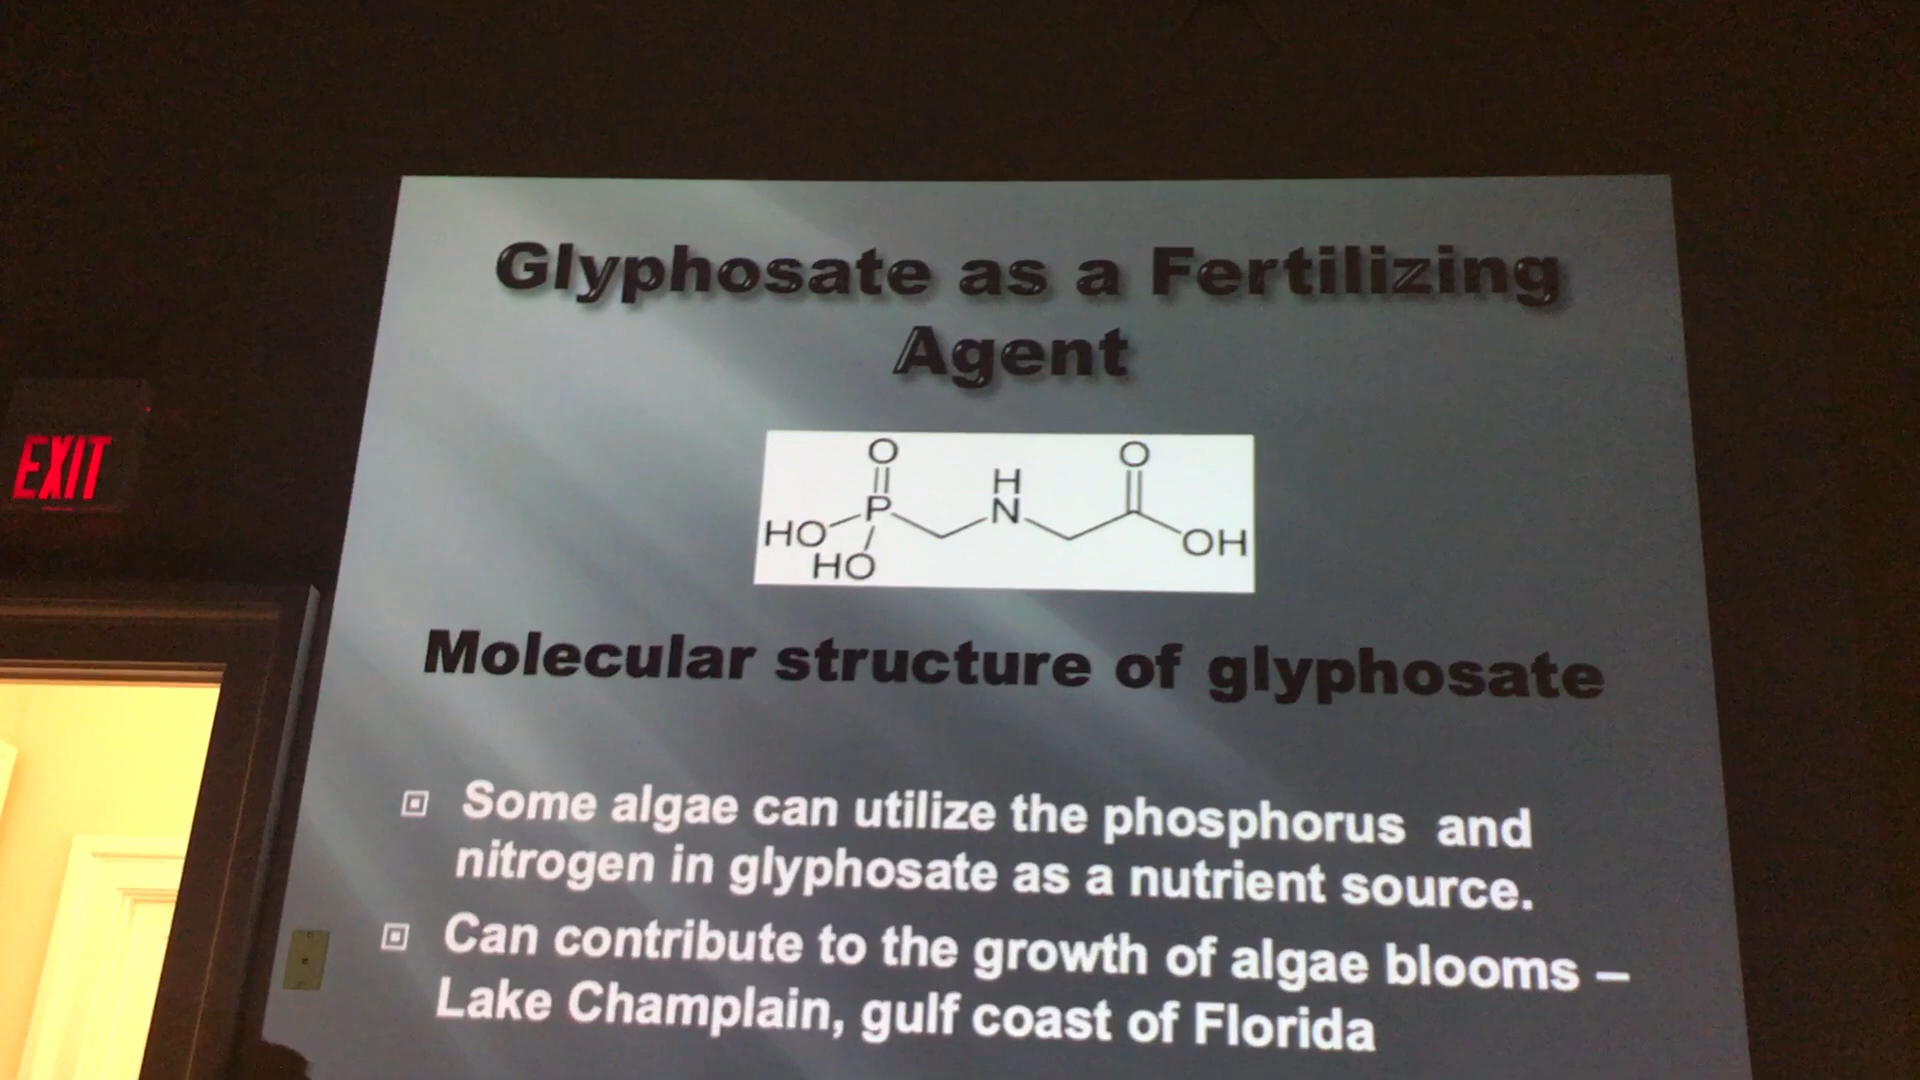 Glyphosate as a Fertilizing
Agent
EXIT
O
H
O
P
N
HO
OH
HO
Molecular structure of glyphosate
Some algae can utilize the phosphorus and
nitrogen in glyphosate as a nutrient source.
Can contribute to the growth of algae blooms –
Lake Champlain, gulf coast of Florida